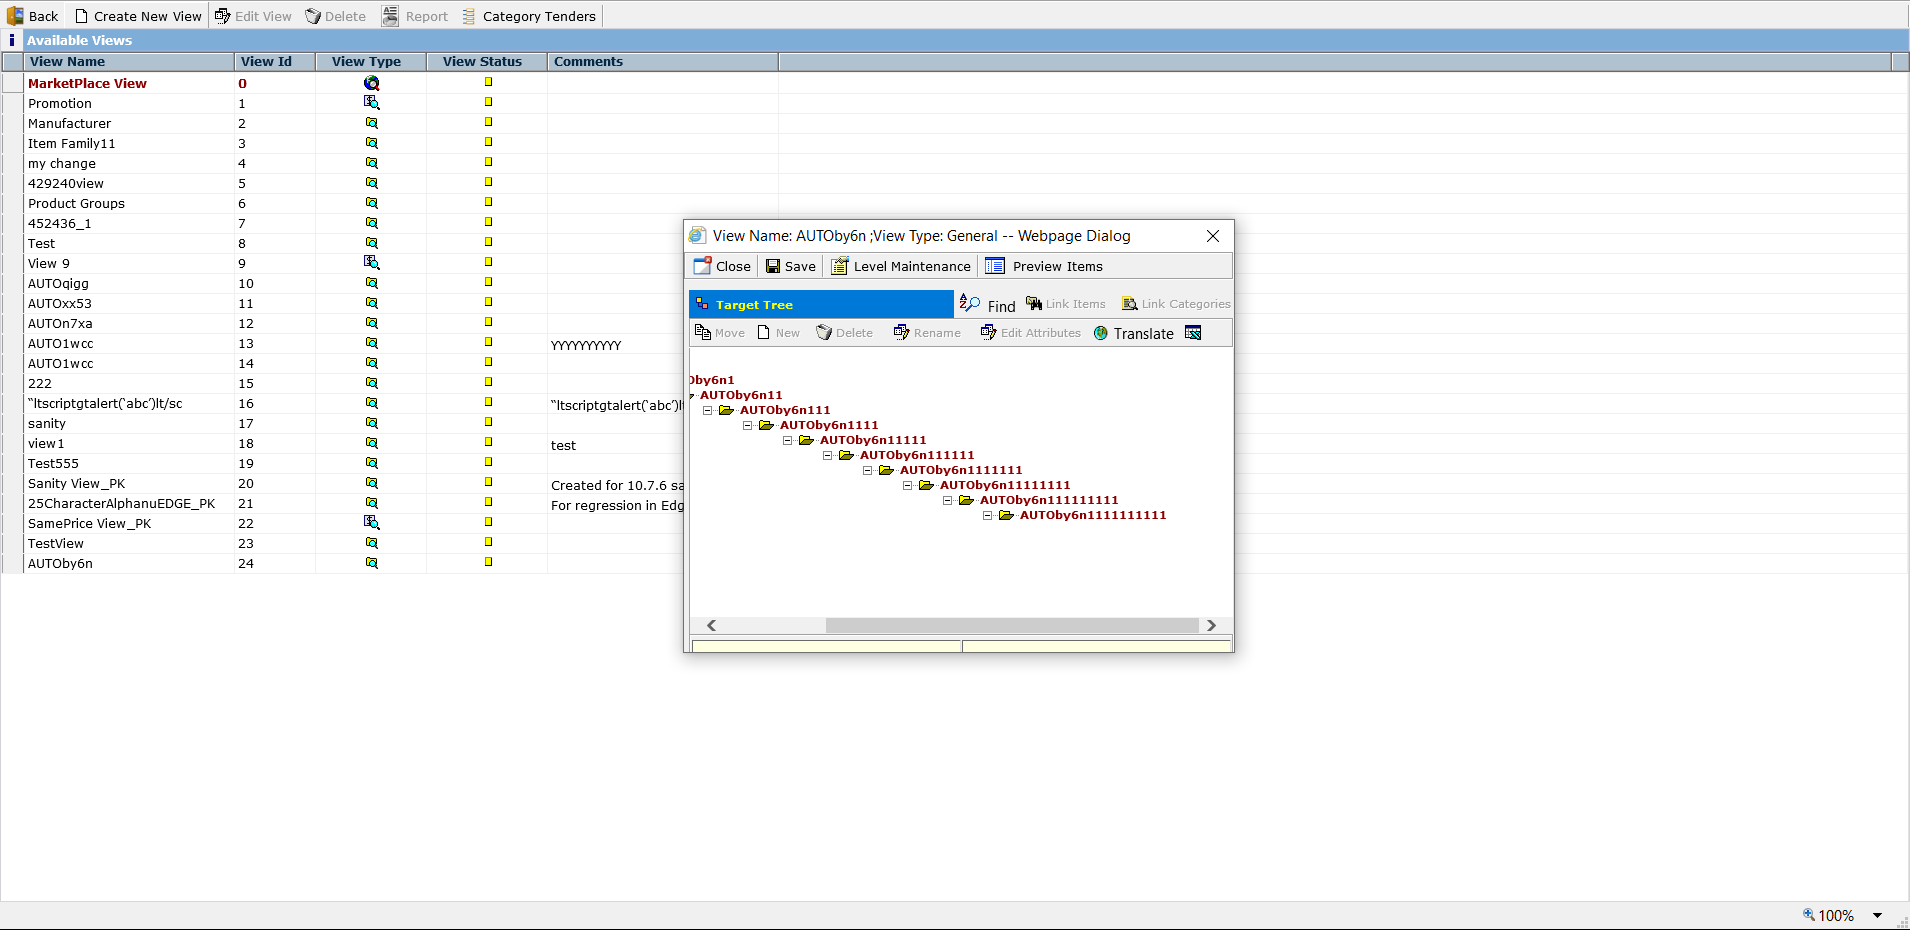 Back Create New View Edit View Delete Report Category Tenders
i Available Views
View Name View Id View Type View Status Comments
MarketPlace View 0
Promotion 1
Manufacturer 2
Item Family11 3
my change 4
429240view 5
Product Groups 6
452436_1 7
Test 8
View 9 9
AUTOqigg 10
AUTOxx53 11
AUTOn7xa 12
AUTO1wcc 13 YYYYYYYYYY
AUTO1wcc 14
222 15
“ltscriptgtalert(‘abc’)lt/sc 16 “ltscriptgtalert(‘abc’)lt
sanity 17
view1 18 test
Test555 19
Sanity View_PK 20 Created for 10.7.6 sa
25CharacterAlphanuEDGE_PK 21 For regression in Edg
SamePrice View_PK 22
TestView 23
AUTOby6n 24
View Name: AUTOby6n ;View Type: General -- Webpage Dialog
Close Save Level Maintenance Preview Items
Target Tree Find Link Items Link Categories
Move New Delete Rename Edit Attributes Translate
Oby6n1
AUTOby6n11
AUTOby6n111
AUTOby6n1111
AUTOby6n11111
AUTOby6n111111
AUTOby6n1111111
AUTOby6n11111111
AUTOby6n111111111
AUTOby6n1111111111
100%